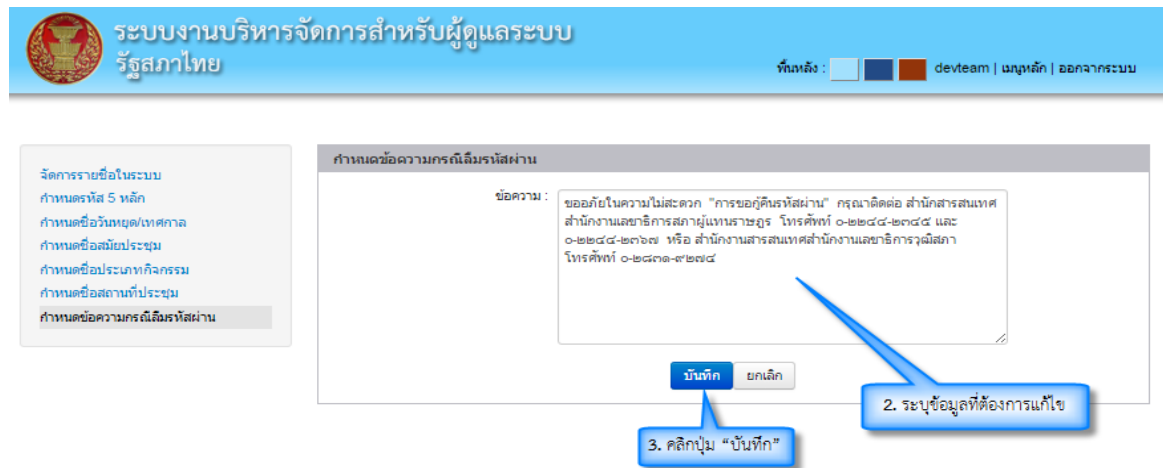 ระบบงานบริหารจัดการสำหรับผู้ดูแลระบบ
รัฐสภาไทย
พื้นหลัง : devteam | เมนูหลัก | ออกจากระบบ
จัดการรายชื่อในระบบ
กำหนดรหัส 5 หลัก
กำหนดชื่อวันหยุด/เทศกาล
กำหนดชื่อสมัยประชุม
กำหนดชื่อประเภทกิจกรรม
กำหนดชื่อสถานที่ประชุม
กำหนดข้อความกรณีลืมรหัสผ่าน
กำหนดข้อความกรณีลืมรหัสผ่าน
ข้อความ :
ขออภัยในความไม่สะดวก "การขอกู้คืนรหัสผ่าน" กรุณาติดต่อ สำนักสารสนเทศ
สำนักงานเลขาธิการสภาผู้แทนราษฎร โทรศัพท์ ๐-๒๒๔๔-๒๓๔๕ และ
๐-๒๒๔๔-๒๓๖๗ หรือ สำนักงานสารสนเทศสำนักงานเลขาธิการวุฒิสภา
โทรศัพท์ ๐-๒๘๓๑-๙๒๗๔
บันทึก ยกเลิก
2. ระบุข้อมูลที่ต้องการแก้ไข
3. คลิกปุ่ม “บันทึก”